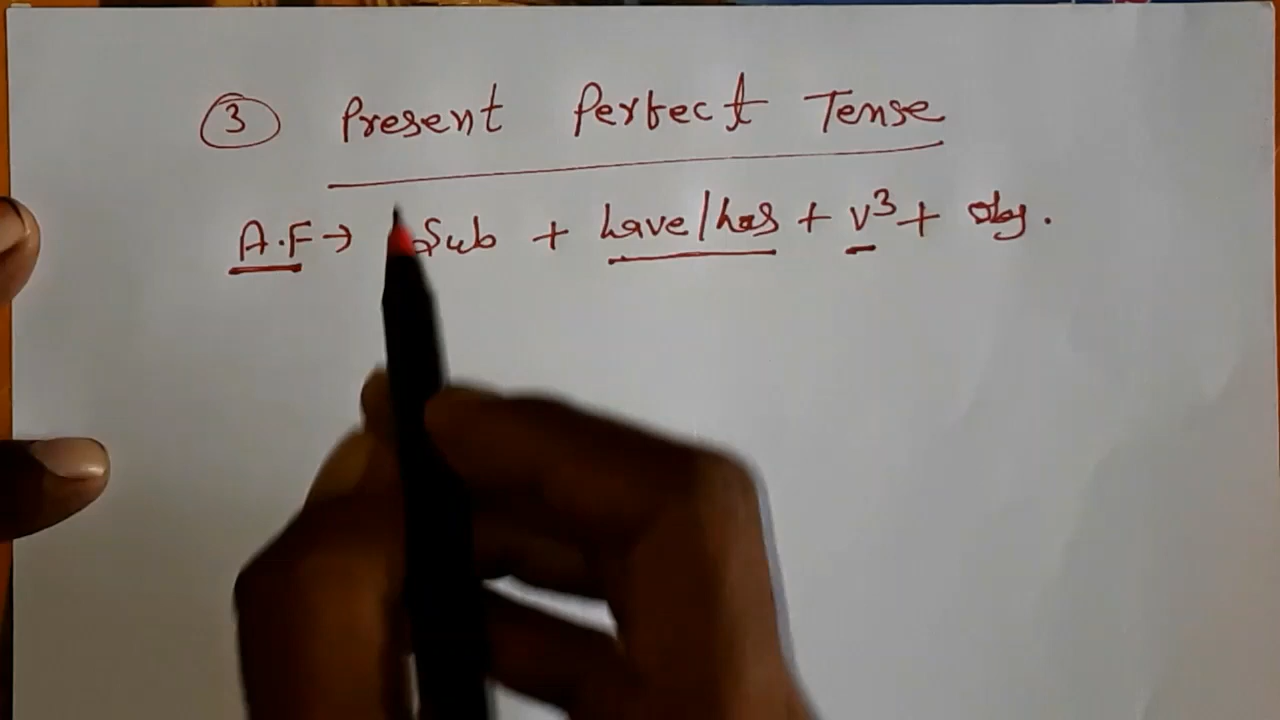 3 Present Perfect Tense
A.F → Sub + have/has + v³ + obj.